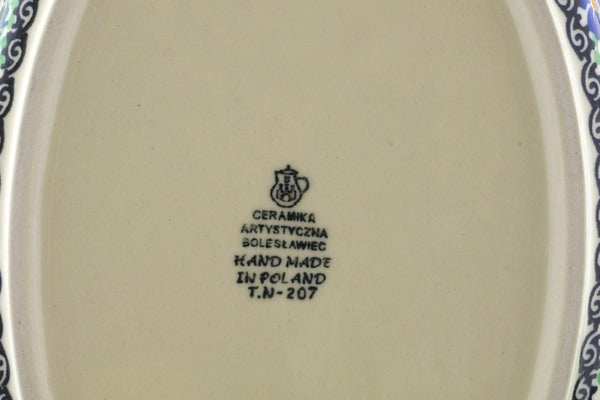 CERAMIKA
ARTYSTYCZNA
BOLESŁAWIEC
HAND MADE
IN POLAND
T.N-207